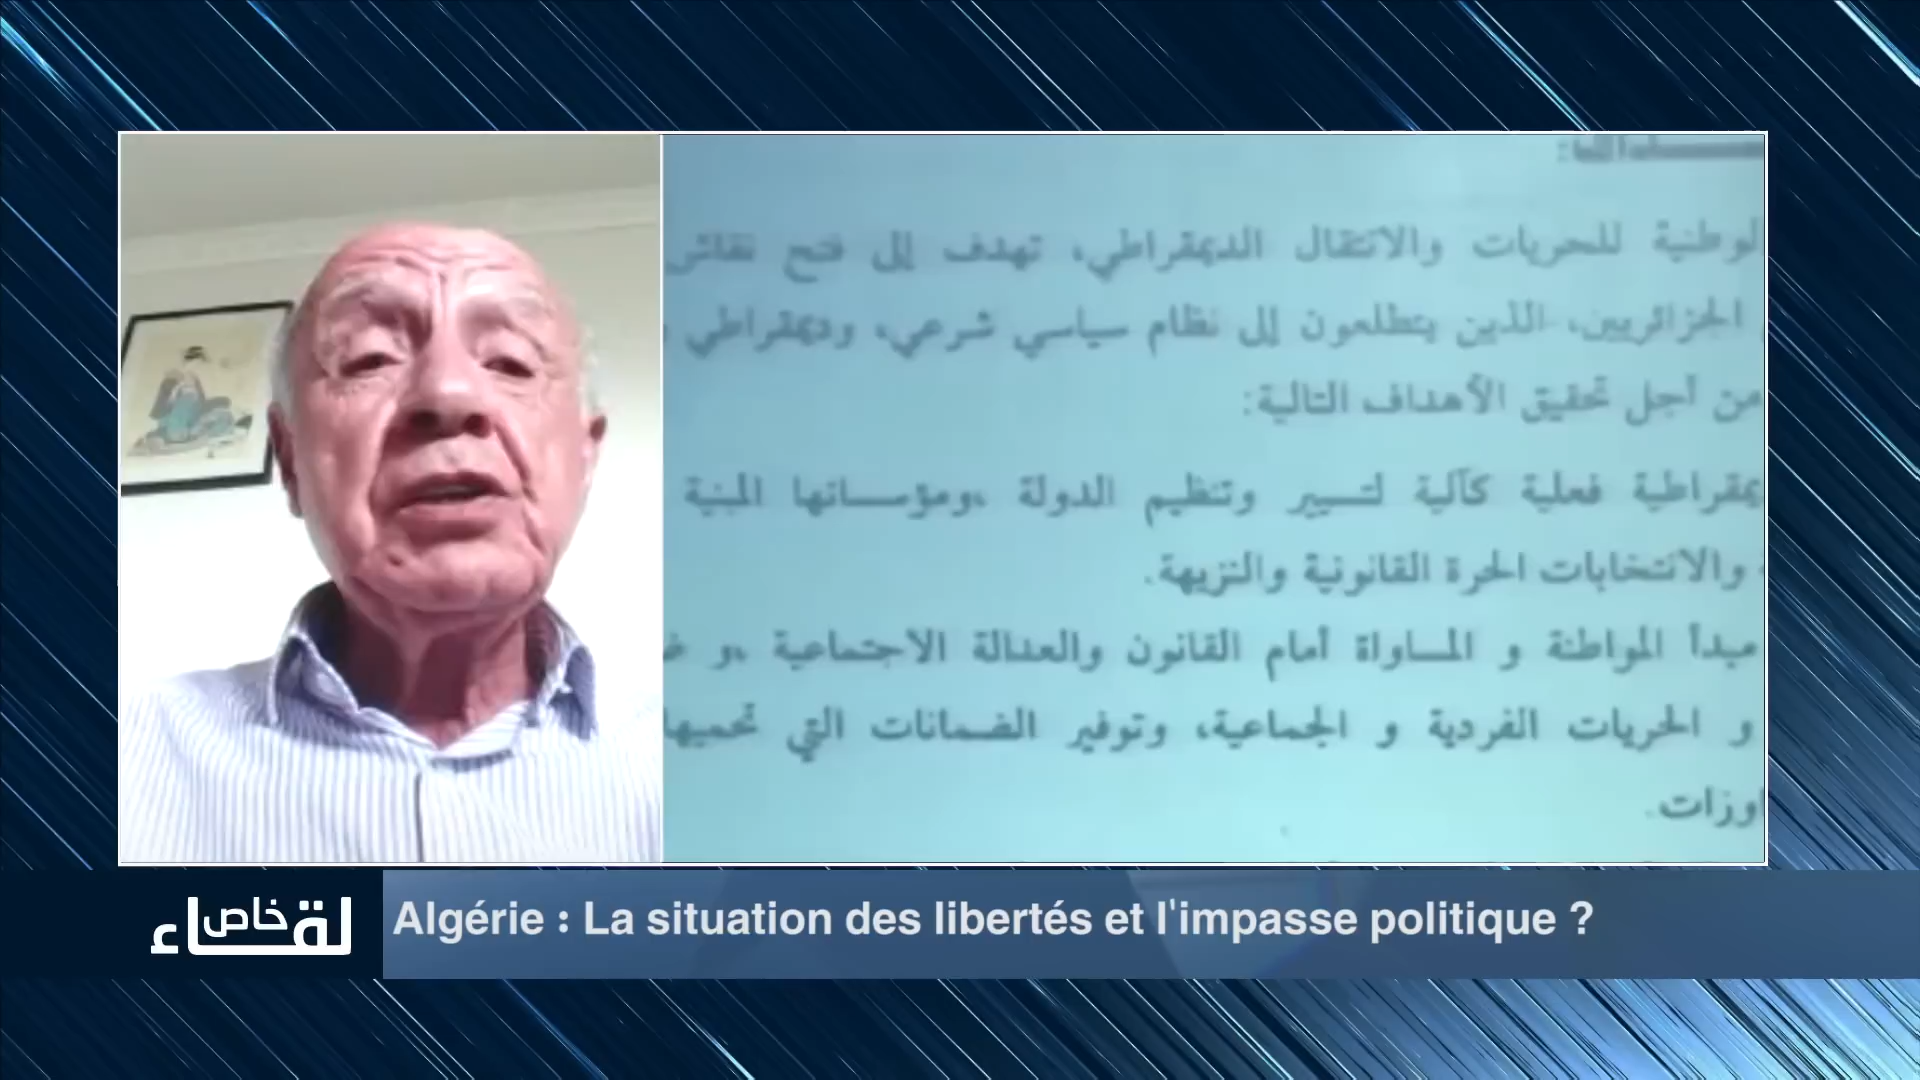 لوطنية للحريات والانتقال الديمقراطي، تهدف إلى فتح نقاش
الجزائريين، الذين يتطلعون إلى نظام سياسي شرعي، وديمقراطي
من أجل تحقيق الأهداف التالية:
يمقراطية فعلية كآلية لتسيير وتنظيم الدولة ،ومؤسساتها المبنية
والانتخابات الحرة القانونية والنزيهة.
مبدأ المواطنة و المساواة أمام القانون والعدالة الاجتماعية ،و
و الحريات الفردية و الجماعية، وتوفير الضمانات التي تحميها
اوزات.
لقاء خاص
Algérie : La situation des libertés et l'impasse politique ?